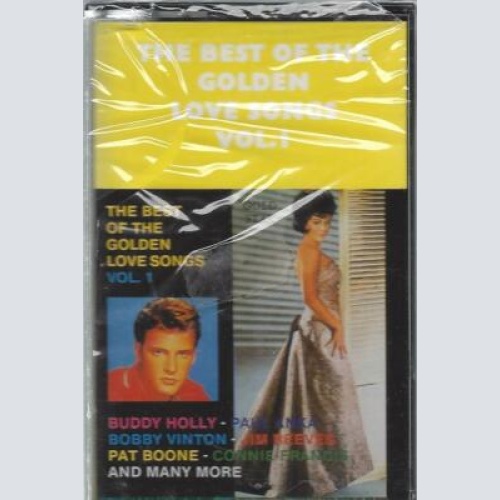 THE BEST OF THE
GOLDEN
LOVE SONGS
VOL.1
THE BEST
OF THE
GOLDEN
LOVE SONGS
VOL. 1
BUDDY HOLLY - PAUL ANKA
BOBBY VINTON - JIM REEVES
PAT BOONE - CONNIE FRANCIS
AND MANY MORE